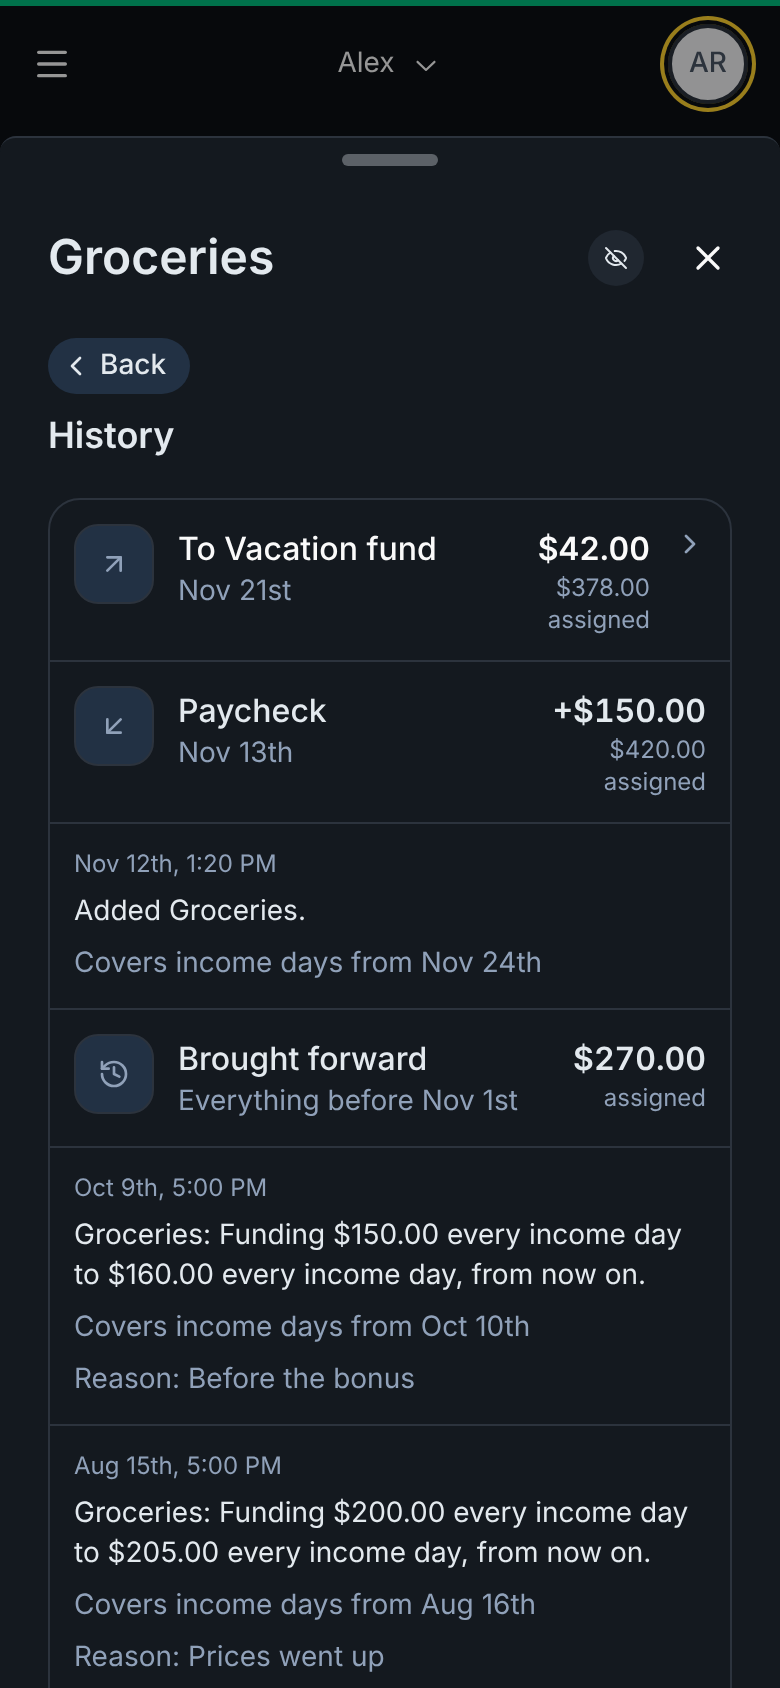 Alex
AR
Groceries
Back
History
To Vacation fund
$42.00
Nov 21st
$378.00
assigned
Paycheck
+$150.00
Nov 13th
$420.00
assigned
Nov 12th, 1:20 PM
Added Groceries.
Covers income days from Nov 24th
Brought forward
$270.00
Everything before Nov 1st
assigned
Oct 9th, 5:00 PM
Groceries: Funding $150.00 every income day
to $160.00 every income day, from now on.
Covers income days from Oct 10th
Reason: Before the bonus
Aug 15th, 5:00 PM
Groceries: Funding $200.00 every income day
to $205.00 every income day, from now on.
Covers income days from Aug 16th
Reason: Prices went up